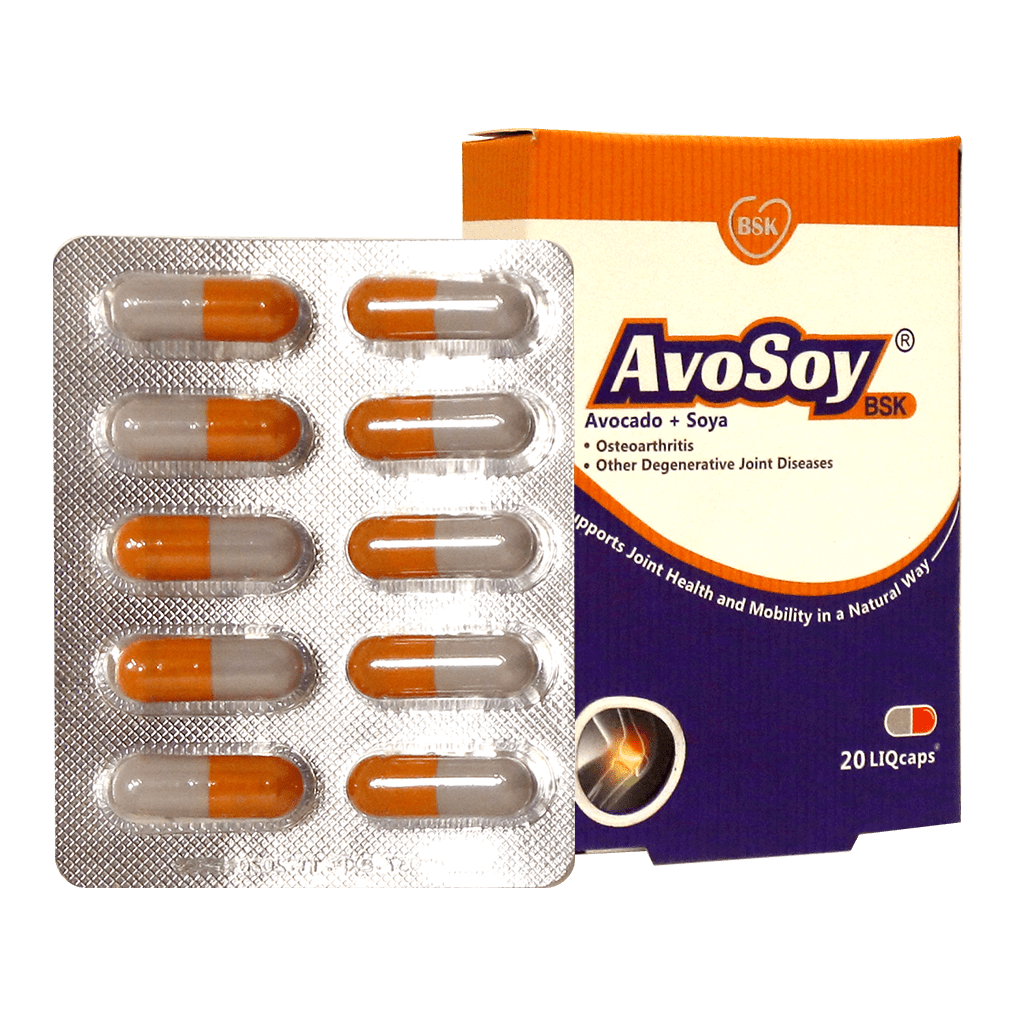 BSK
AvoSoy®
BSK
Avocado + Soya
• Osteoarthritis
• Other Degenerative Joint Diseases
upports Joint Health and Mobility in a Natural Way
20 LIQcaps